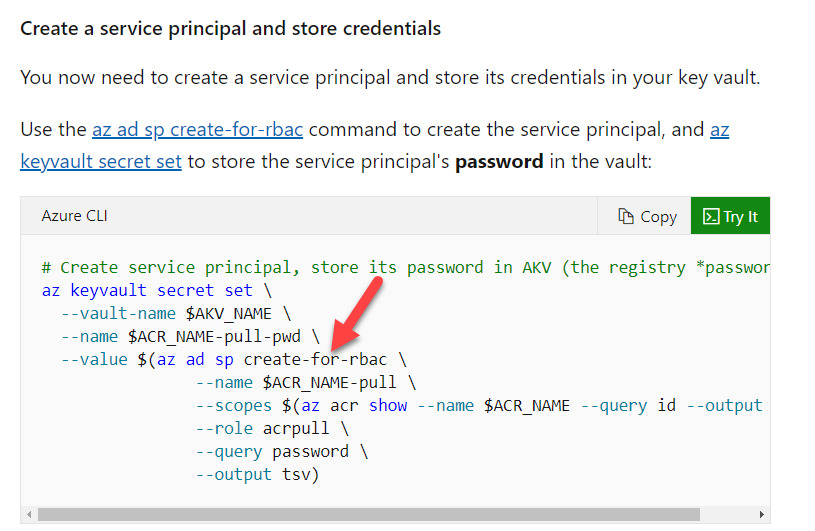 Create a service principal and store credentials
You now need to create a service principal and store its credentials in your key vault.
Use the az ad sp create-for-rbac command to create the service principal, and az
keyvault secret set to store the service principal's password in the vault:
Azure CLI
Copy
Try It
# Create service principal, store its password in AKV (the registry *passwor
az keyvault secret set \
--vault-name $AKV_NAME \
--name $ACR_NAME-pull-pwd \
--value $(az ad sp create-for-rbac \
--name $ACR_NAME-pull \
--scopes $(az acr show --name $ACR_NAME --query id --output
--role acrpull \
--query password \
--output tsv)